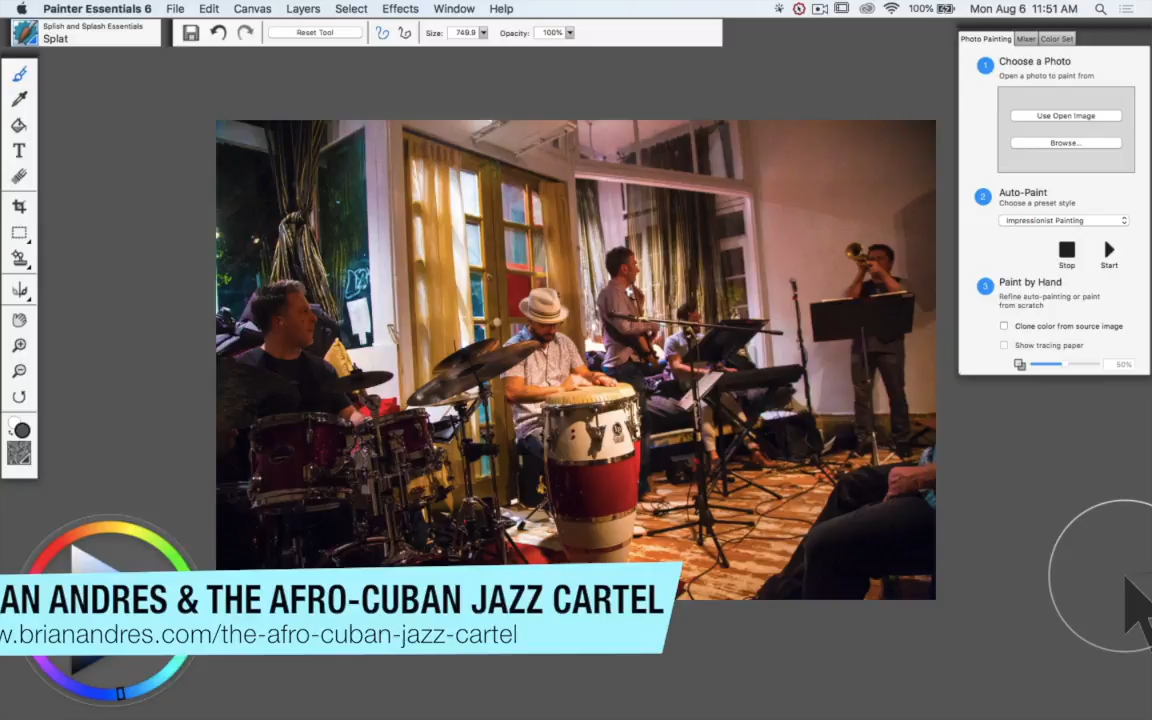 Painter Essentials 6 File Edit Canvas Layers Select Effects Window Help 100% Mon Aug 6 11:51 AM
Splish and Splash Essentials
Splat
Reset Tool Size: 749.9 Opacity: 100%
Photo Painting Mixer Color Set
1 Choose a Photo
Open a photo to paint from
Use Open Image
Browse...
2 Auto-Paint
Choose a preset style
Impressionist Painting
Stop Start
3 Paint by Hand
Refine auto-painting or paint
from scratch
Clone color from source image
Show tracing paper
50%
T
AN ANDRES & THE AFRO-CUBAN JAZZ CARTEL
w.brianandres.com/the-afro-cuban-jazz-cartel